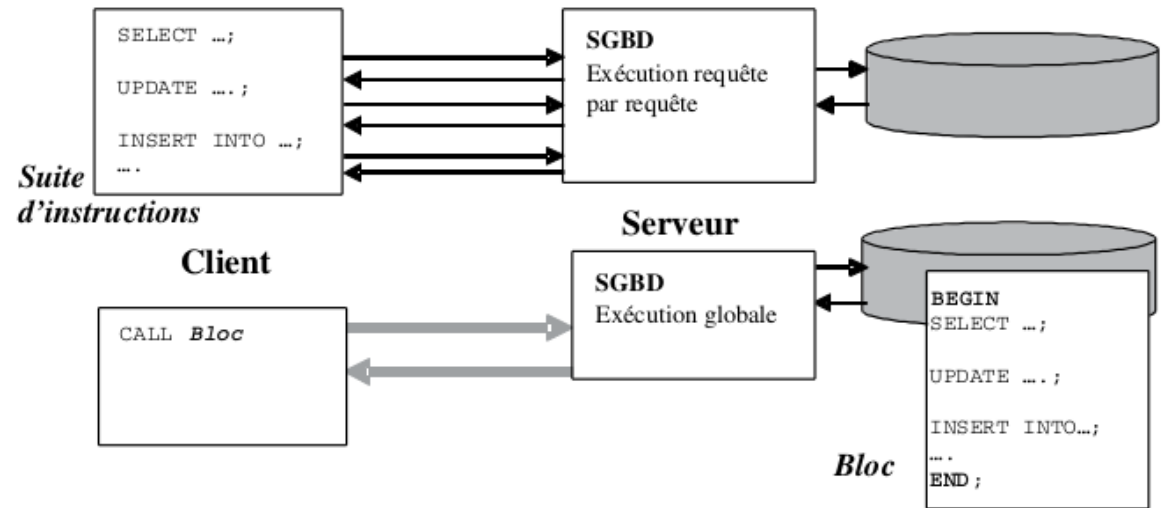 SELECT …;
UPDATE ….;
INSERT INTO …;
….
Suite
d’instructions
SGBD
Exécution requête
par requête
Client
Serveur
CALL Bloc
SGBD
Exécution globale
BEGIN
SELECT …;
UPDATE ….;
INSERT INTO…;
….
END;
Bloc